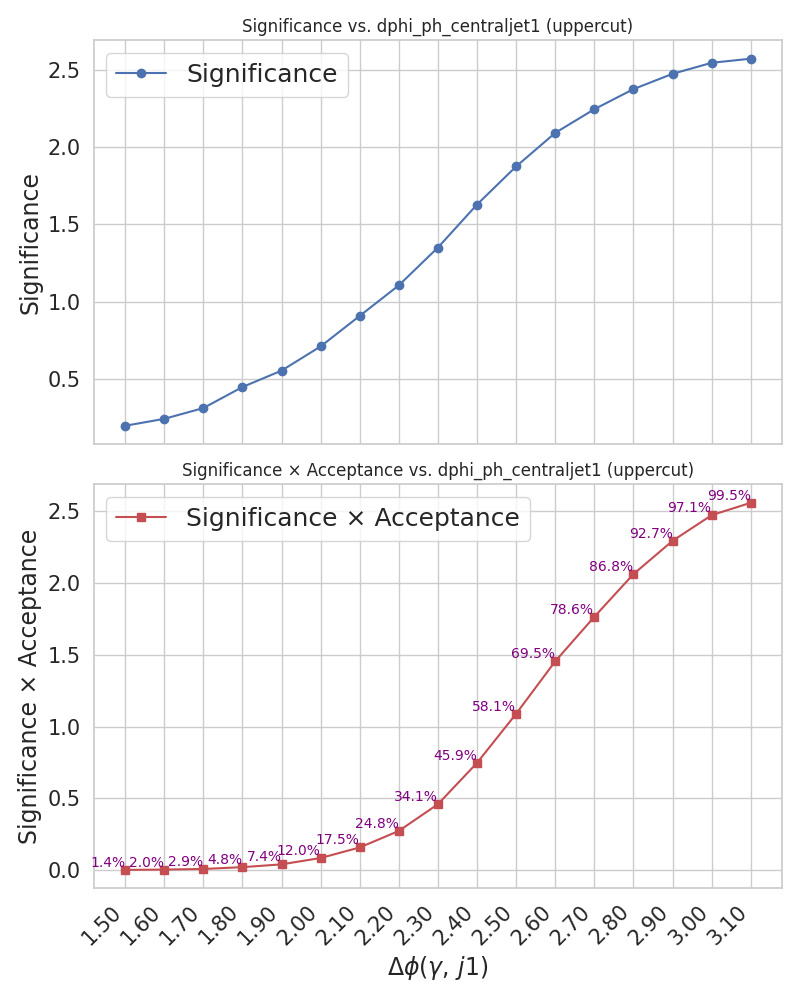 Significance vs. dphi_ph_centraljet1 (uppercut)
Significance
2.5
2.0
1.5
1.0
0.5
Significance
Significance × Acceptance vs. dphi_ph_centraljet1 (uppercut)
Significance × Acceptance
2.5
2.0
1.5
1.0
0.5
0.0
Significance × Acceptance
1.4% 2.0% 2.9% 4.8% 7.4% 12.0% 17.5% 24.8% 34.1% 45.9% 58.1% 69.5% 78.6% 86.8% 92.7% 97.1% 99.5%
1.50 1.60 1.70 1.80 1.90 2.00 2.10 2.20 2.30 2.40 2.50 2.60 2.70 2.80 2.90 3.00 3.10
Δϕ(γ, j1)